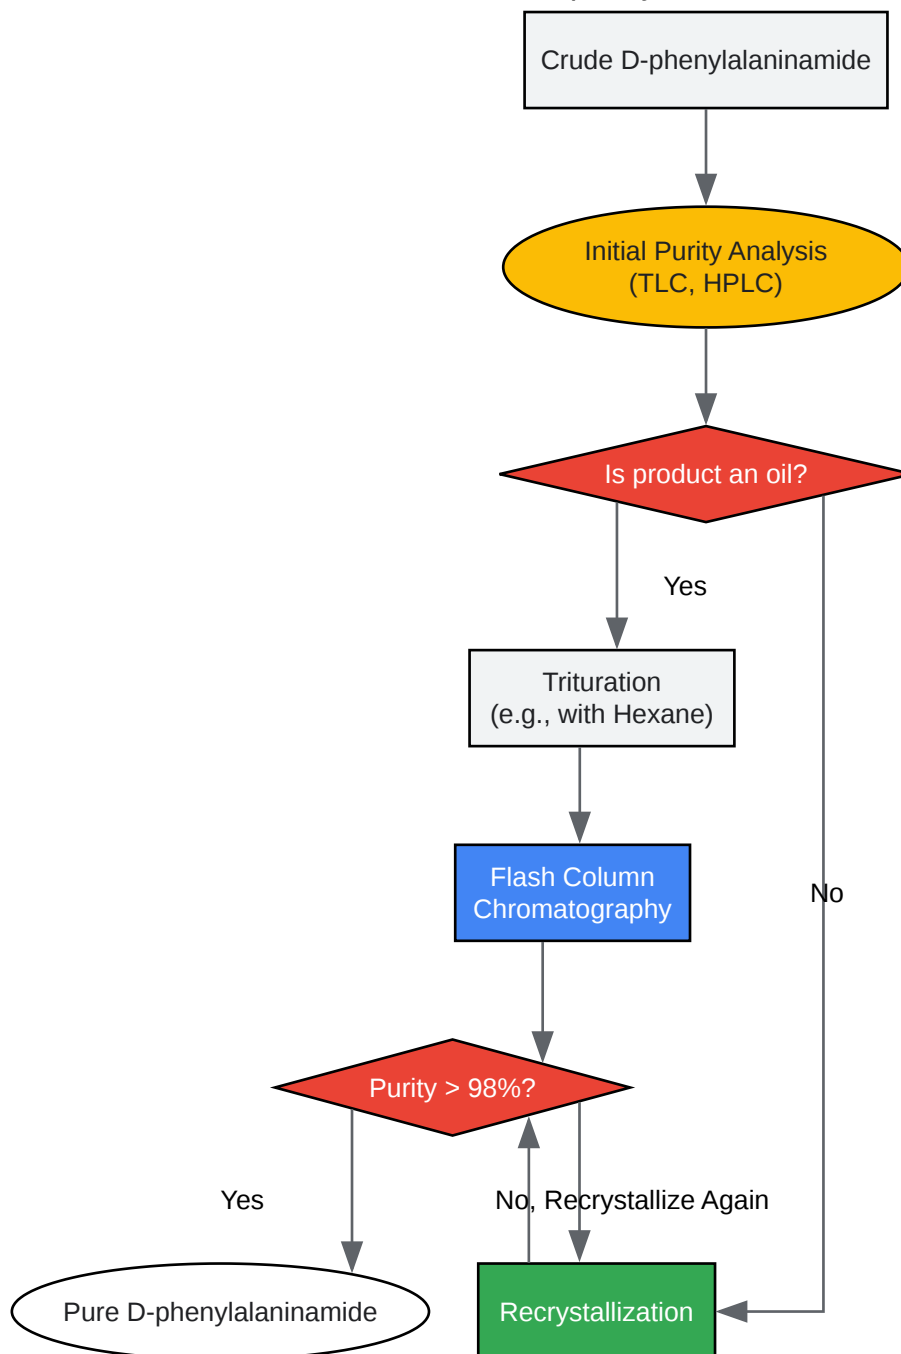 Crude D-phenylalaninamide
Initial Purity Analysis
(TLC, HPLC)
Is product an oil?
Yes
Trituration
(e.g., with Hexane)
Flash Column
Chromatography
No
Purity > 98%?
Yes
No, Recrystallize Again
Pure D-phenylalaninamide
Recrystallization